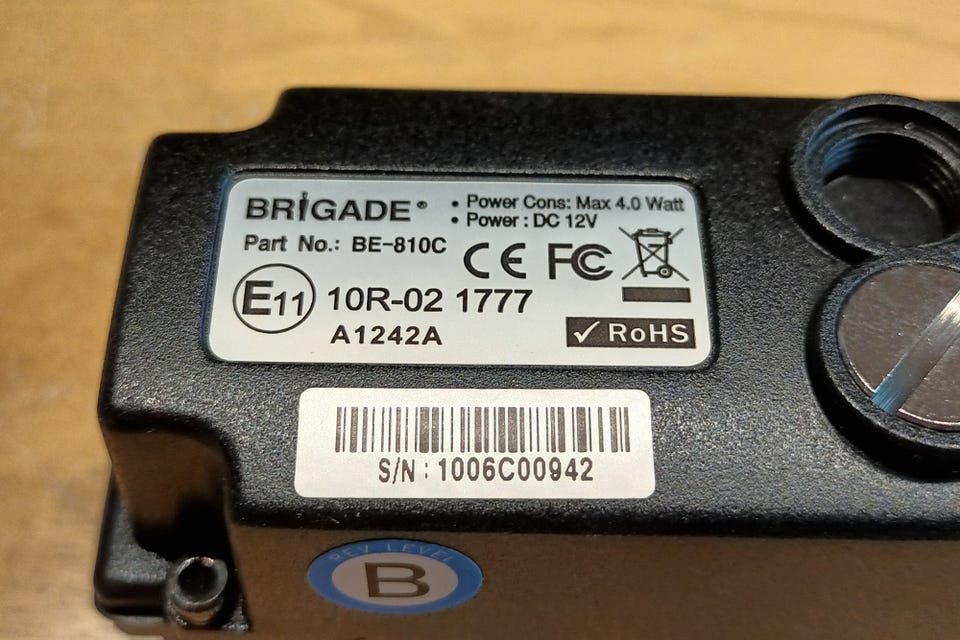 BRIGADE®
• Power Cons: Max 4.0 Watt
• Power : DC 12V
Part No.: BE-810C
CE FC
E11 10R-02 1777
A1242A
✓ RoHS
S/N : 1006C00942
REV LEVEL
B